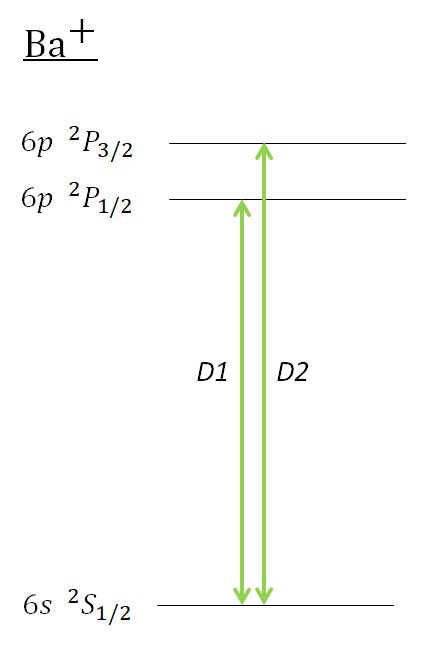 Ba⁺
6p ²P₃/₂
6p ²P₁/₂
D1 D2
6s ²S₁/₂